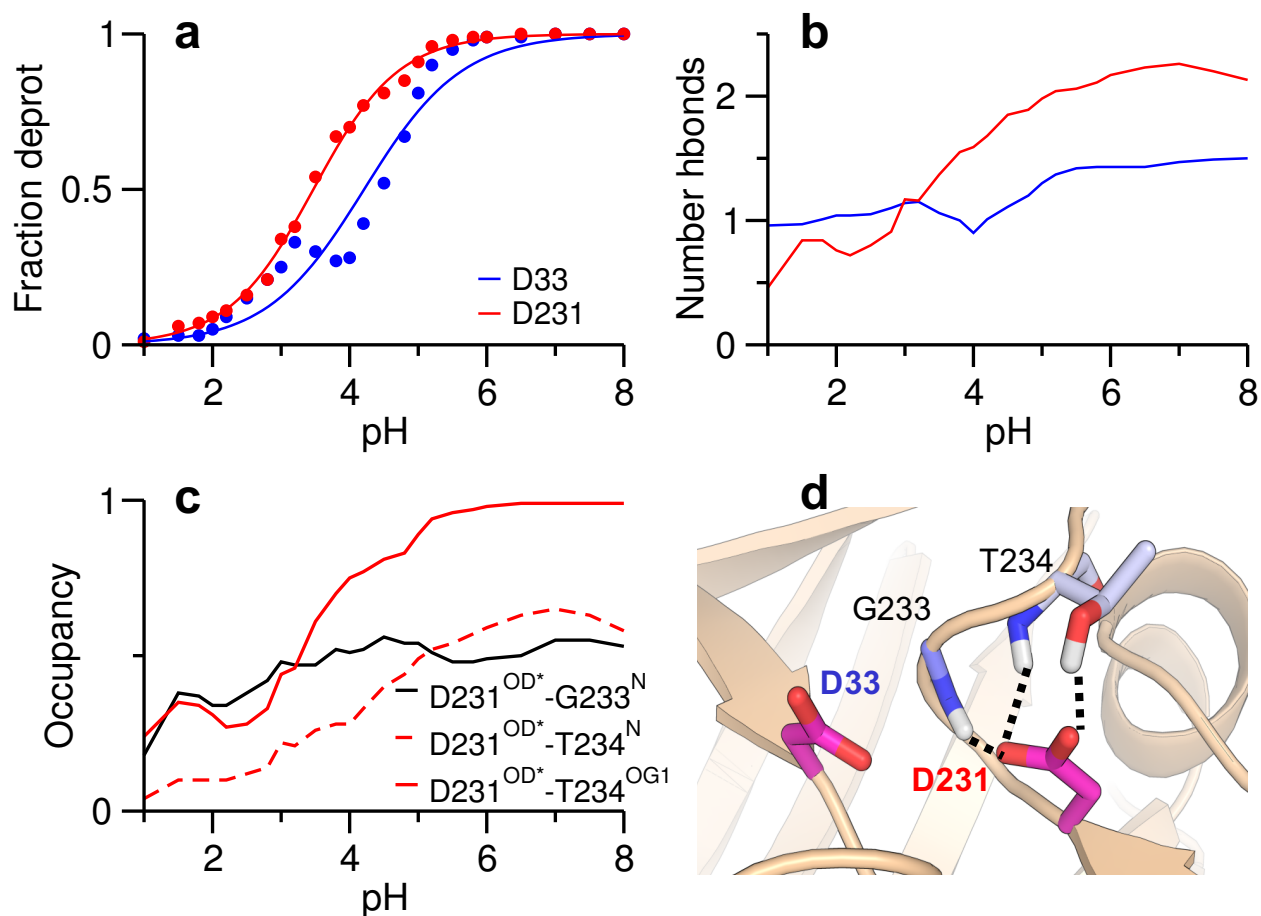 a
Fraction deprot
1
0.5
0
2 4 6 8
pH
D33
D231
b
Number hbonds
2
1
0
2 4 6 8
pH
c
Occupancy
1
0
2 4 6 8
pH
D231^OD*-G233^N
D231^OD*-T234^N
D231^OD*-T234^OG1
d
T234
G233
D33
D231